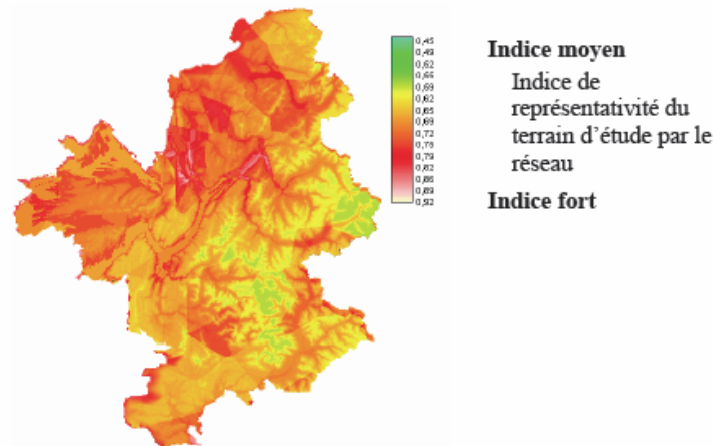 0,45
0,49
0,52
0,55
0,59
0,62
0,65
0,69
0,72
0,75
0,79
0,82
0,85
0,89
0,92
Indice moyen
Indice de
représentativité du
terrain d'étude par le
réseau
Indice fort